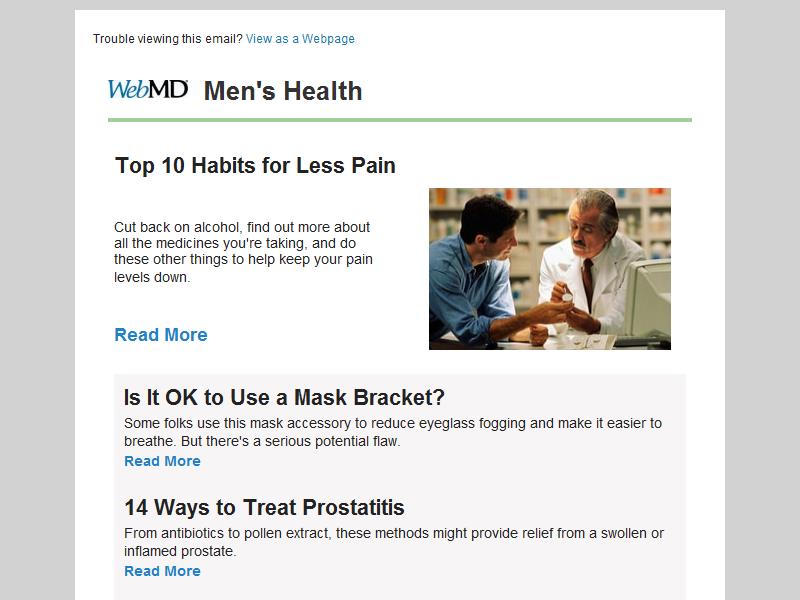 Trouble viewing this email? View as a Webpage
WebMD Men's Health
Top 10 Habits for Less Pain
Cut back on alcohol, find out more about
all the medicines you're taking, and do
these other things to help keep your pain
levels down.
Read More
Is It OK to Use a Mask Bracket?
Some folks use this mask accessory to reduce eyeglass fogging and make it easier to
breathe. But there's a serious potential flaw.
Read More
14 Ways to Treat Prostatitis
From antibiotics to pollen extract, these methods might provide relief from a swollen or
inflamed prostate.
Read More